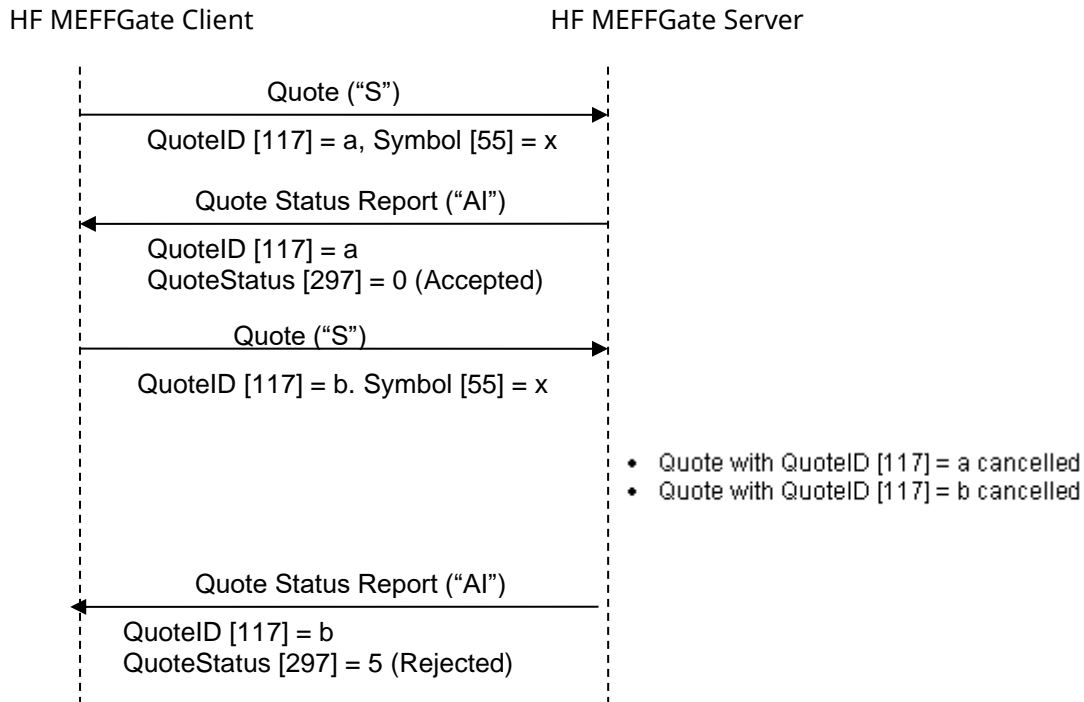 HF MEFFGate Client
HF MEFFGate Server
Quote (“S”)
QuoteID [117] = a, Symbol [55] = x
Quote Status Report (“AI”)
QuoteID [117] = a
QuoteStatus [297] = 0 (Accepted)
Quote (“S”)
QuoteID [117] = b. Symbol [55] = x
• Quote with QuoteID [117] = a cancelled
• Quote with QuoteID [117] = b cancelled
Quote Status Report (“AI”)
QuoteID [117] = b
QuoteStatus [297] = 5 (Rejected)